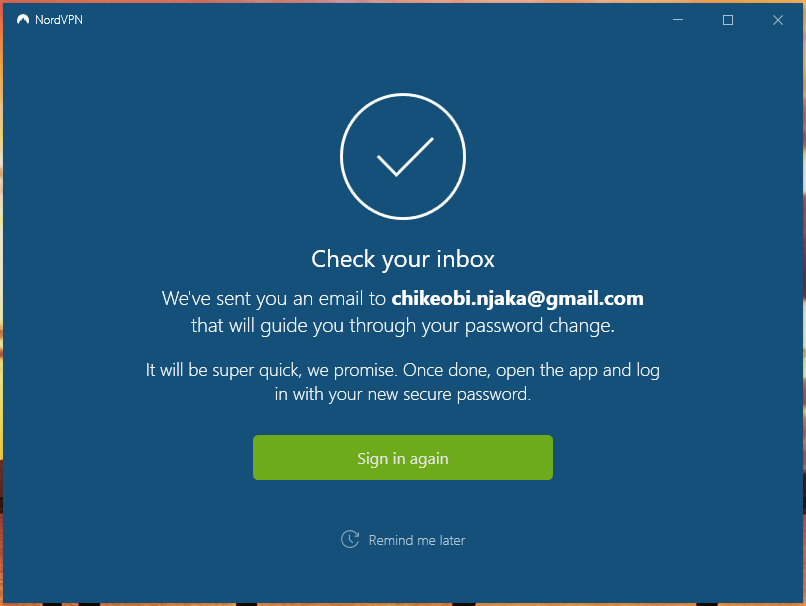 NordVPN
Check your inbox
We've sent you an email to chikeobi.njaka@gmail.com
that will guide you through your password change.
It will be super quick, we promise. Once done, open the app and log
in with your new secure password.
Sign in again
Remind me later